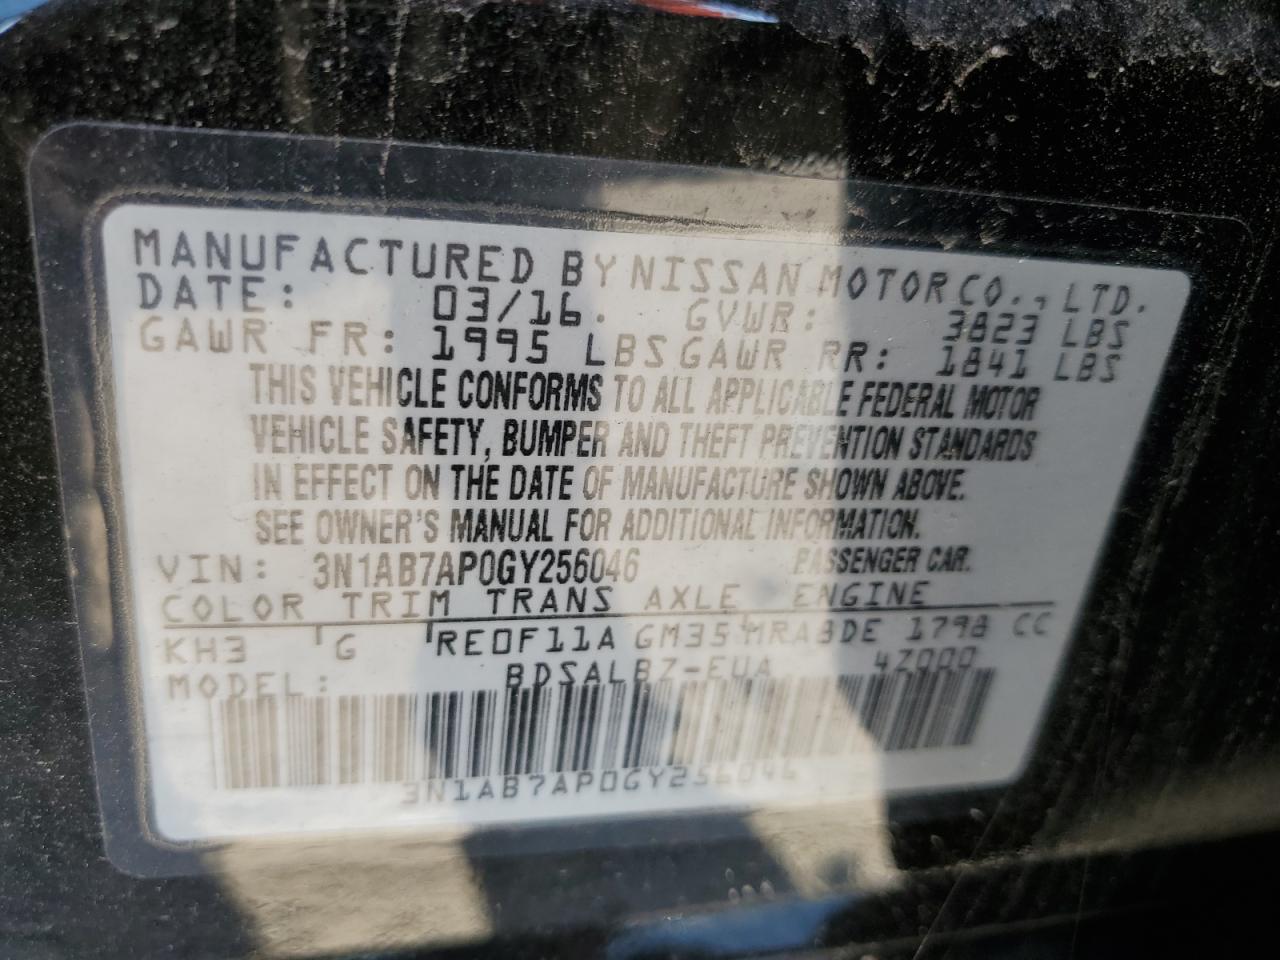 MANUFACTURED BY NISSAN MOTOR CO., LTD.
DATE: 03/16. GVWR: 3823 LBS
GAWR FR: 1995 LBS GAWR RR: 1841 LBS
THIS VEHICLE CONFORMS TO ALL APPLICABLE FEDERAL MOTOR
VEHICLE SAFETY, BUMPER AND THEFT PREVENTION STANDARDS
IN EFFECT ON THE DATE OF MANUFACTURE SHOWN ABOVE.
SEE OWNER'S MANUAL FOR ADDITIONAL INFORMATION.
VIN: 3N1AB7AP0GY256046 PASSENGER CAR.
COLOR TRIM TRANS AXLE ENGINE
KH3 G RE0F11A GM35 MRA8DE 1798 CC
MODEL: BDSALBZ-EUA 4Z000
3N1AB7AP0GY256046